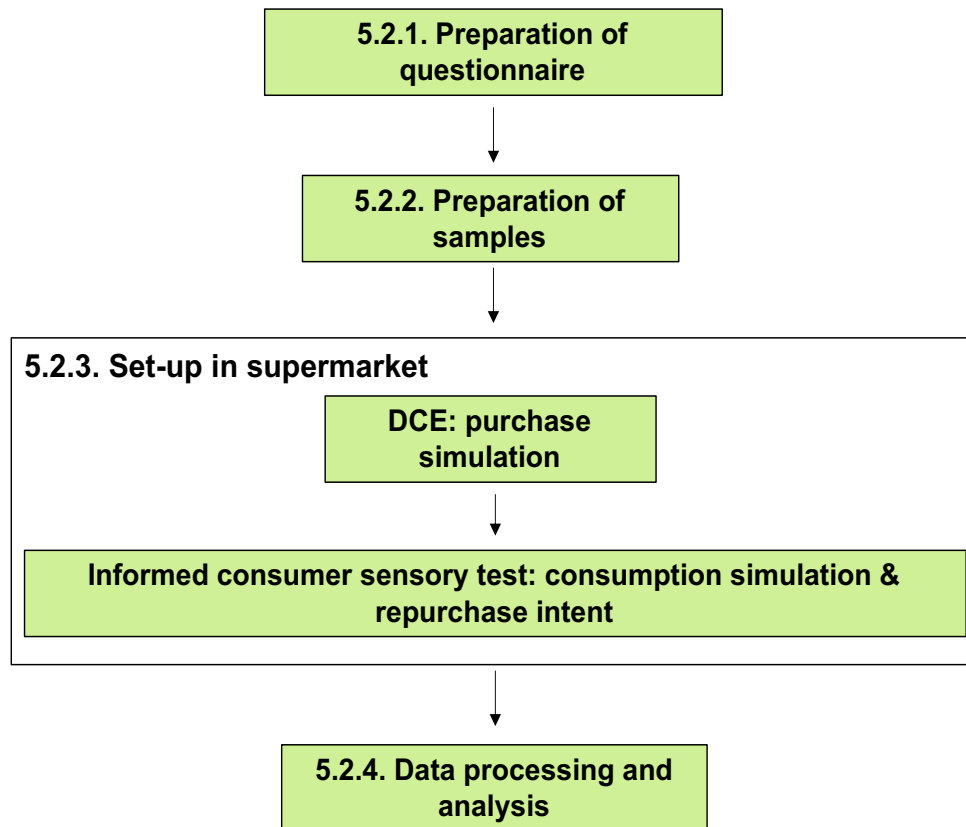 5.2.1. Preparation of
questionnaire
5.2.2. Preparation of
samples
5.2.3. Set-up in supermarket
DCE: purchase
simulation
Informed consumer sensory test: consumption simulation &
repurchase intent
5.2.4. Data processing and
analysis